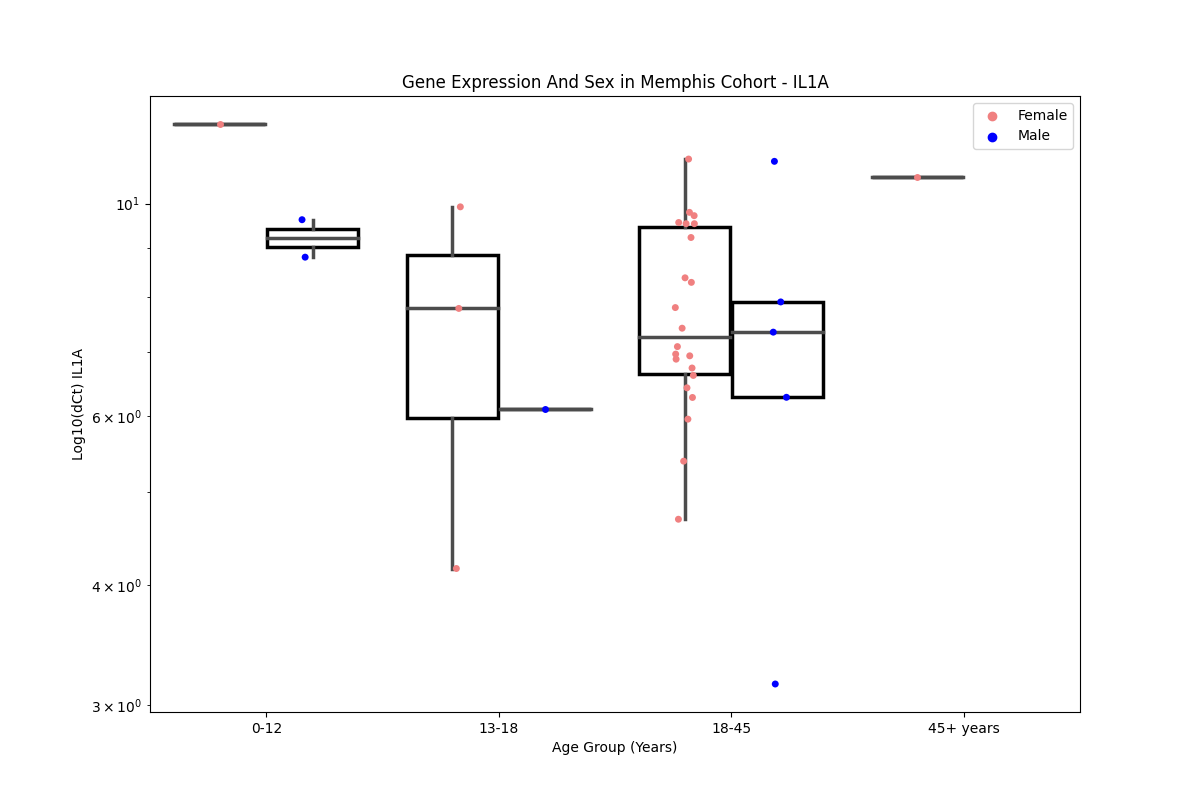 Gene Expression And Sex in Memphis Cohort - IL1A
Female
Male
10¹
6 × 10⁰
4 × 10⁰
3 × 10⁰
Log10(dCt) IL1A
0-12
13-18
18-45
45+ years
Age Group (Years)